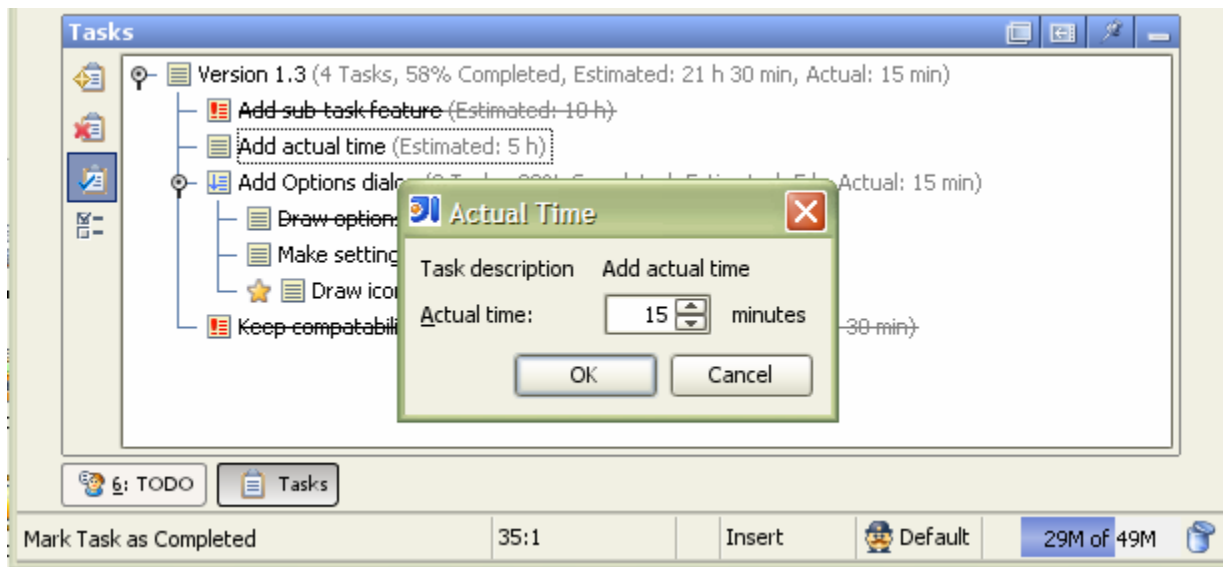 Tasks
Version 1.3 (4 Tasks, 58% Completed, Estimated: 21 h 30 min, Actual: 15 min)
Add sub-task feature (Estimated: 10 h)
Add actual time (Estimated: 5 h)
Add Options dialo Actual: 15 min)
Draw options
Make setting
Draw ico
Keep compatabili 30 min)
Actual Time
Task description Add actual time
Actual time: 15 minutes
OK Cancel
6: TODO Tasks
Mark Task as Completed 35:1 Insert Default 29M of 49M